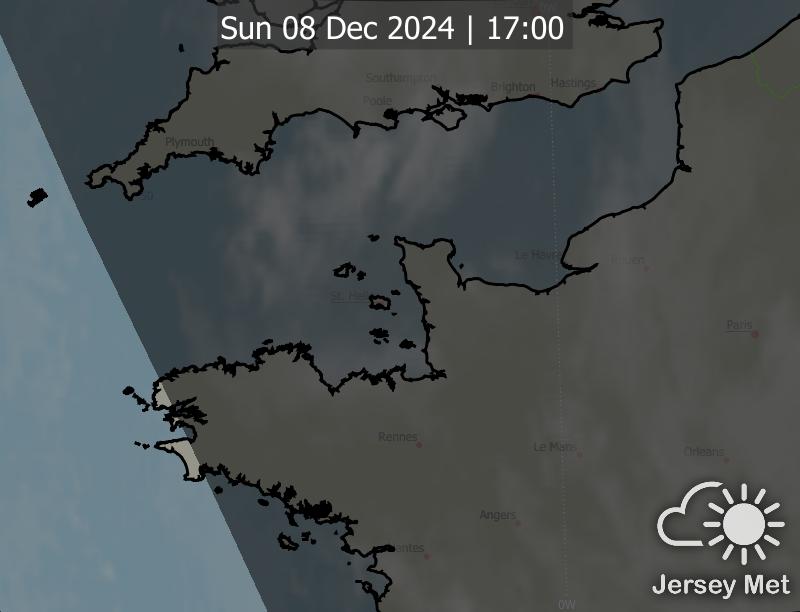 Sun 08 Dec 2024 | 17:00
Southampton
Brighton
Hastings
Poole
Plymouth
Le Havre
Rouen
St. Helier
Paris
Rennes
Le Mans
Orleans
Angers
Jersey Met
0W